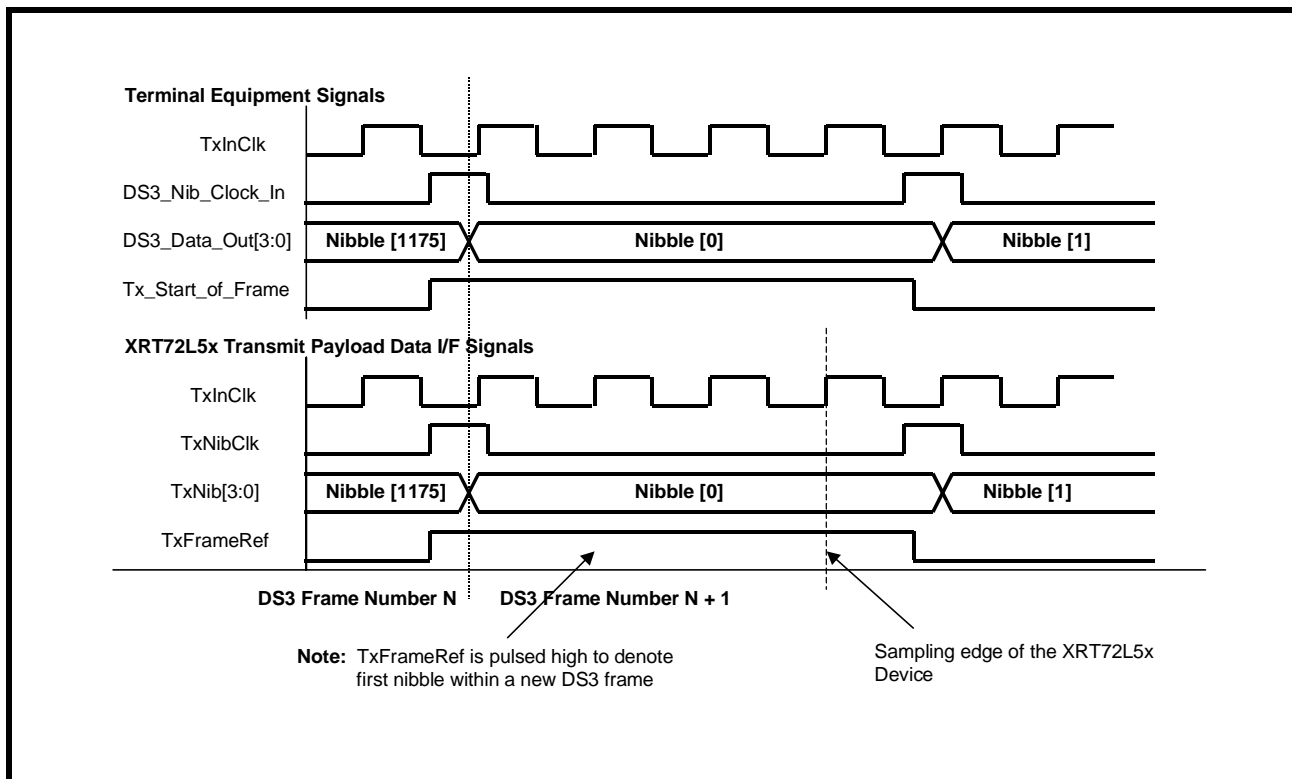 Terminal Equipment Signals
TxInClk
DS3_Nib_Clock_In
DS3_Data_Out[3:0]
Nibble [1175]
Nibble [0]
Nibble [1]
Tx_Start_of_Frame
XRT72L5x Transmit Payload Data I/F Signals
TxInClk
TxNibClk
TxNib[3:0]
Nibble [1175]
Nibble [0]
Nibble [1]
TxFrameRef
DS3 Frame Number N
DS3 Frame Number N + 1
Note: TxFrameRef is pulsed high to denote
first nibble within a new DS3 frame
Sampling edge of the XRT72L5x
Device